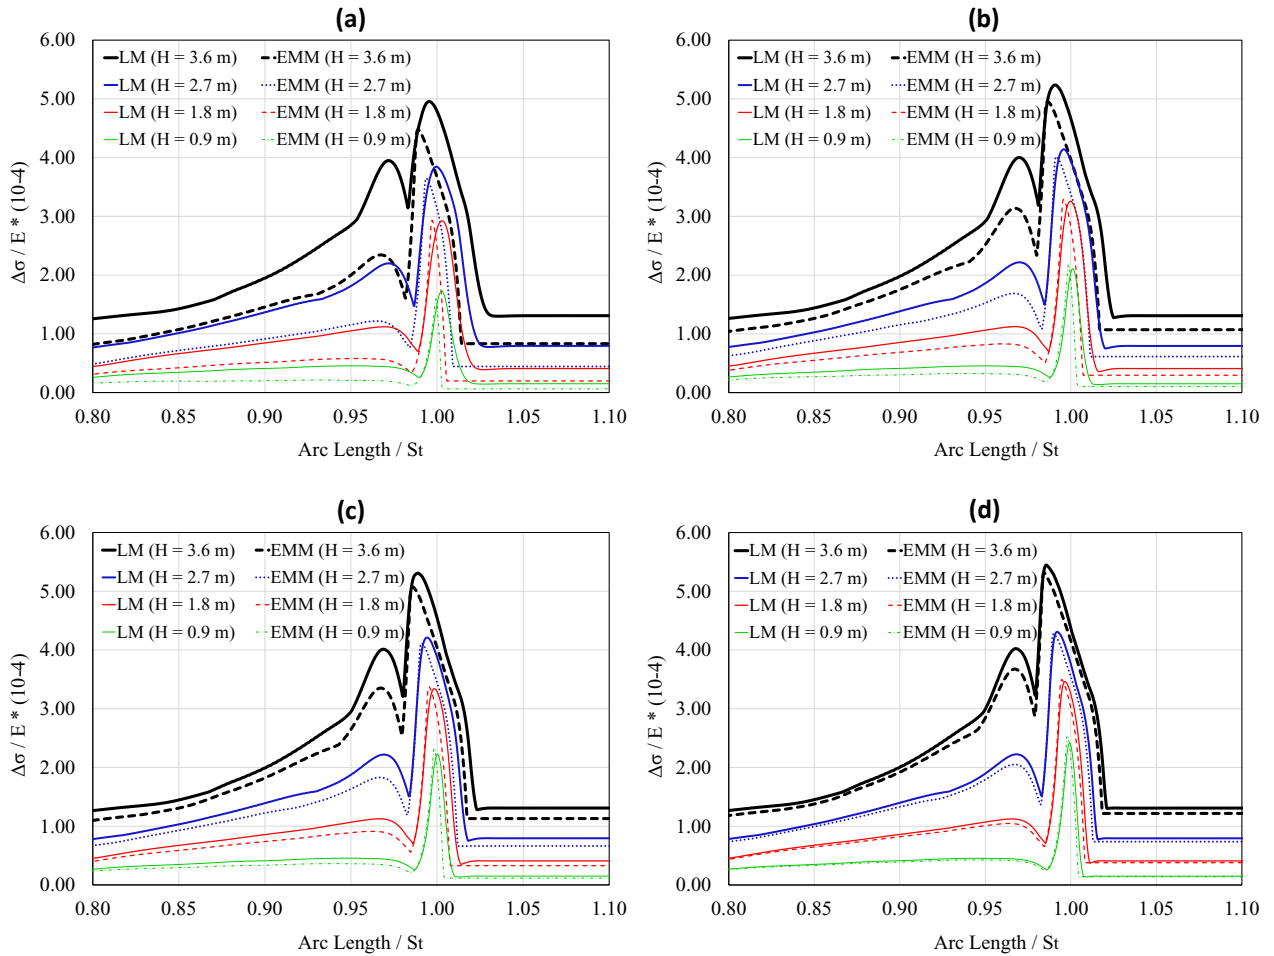 (a)
6.00
5.00
4.00
3.00
2.00
1.00
0.00
Δσ / E * (10-4)
LM (H = 3.6 m) EMM (H = 3.6 m)
LM (H = 2.7 m) EMM (H = 2.7 m)
LM (H = 1.8 m) EMM (H = 1.8 m)
LM (H = 0.9 m) EMM (H = 0.9 m)
0.80 0.85 0.90 0.95 1.00 1.05 1.10
Arc Length / St
(b)
6.00
5.00
4.00
3.00
2.00
1.00
0.00
Δσ / E * (10-4)
LM (H = 3.6 m) EMM (H = 3.6 m)
LM (H = 2.7 m) EMM (H = 2.7 m)
LM (H = 1.8 m) EMM (H = 1.8 m)
LM (H = 0.9 m) EMM (H = 0.9 m)
0.80 0.85 0.90 0.95 1.00 1.05 1.10
Arc Length / St
(c)
6.00
5.00
4.00
3.00
2.00
1.00
0.00
Δσ / E * (10-4)
LM (H = 3.6 m) EMM (H = 3.6 m)
LM (H = 2.7 m) EMM (H = 2.7 m)
LM (H = 1.8 m) EMM (H = 1.8 m)
LM (H = 0.9 m) EMM (H = 0.9 m)
0.80 0.85 0.90 0.95 1.00 1.05 1.10
Arc Length / St
(d)
6.00
5.00
4.00
3.00
2.00
1.00
0.00
Δσ / E * (10-4)
LM (H = 3.6 m) EMM (H = 3.6 m)
LM (H = 2.7 m) EMM (H = 2.7 m)
LM (H = 1.8 m) EMM (H = 1.8 m)
LM (H = 0.9 m) EMM (H = 0.9 m)
0.80 0.85 0.90 0.95 1.00 1.05 1.10
Arc Length / St